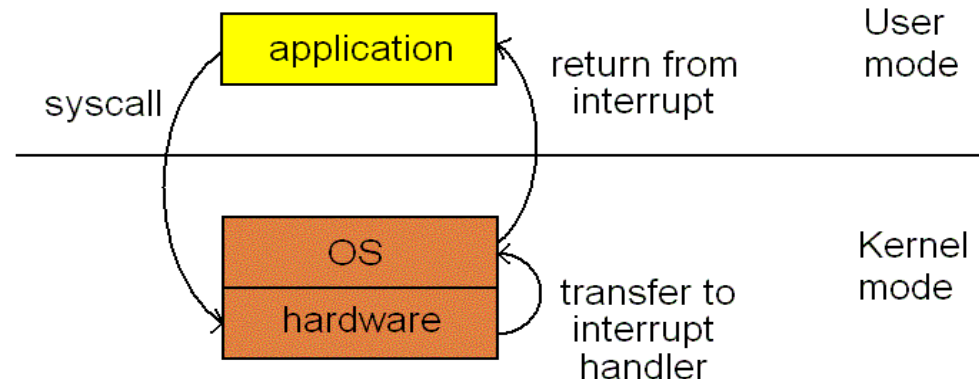 application
User
mode
syscall
return from
interrupt
OS
hardware
transfer to
interrupt
handler
Kernel
mode